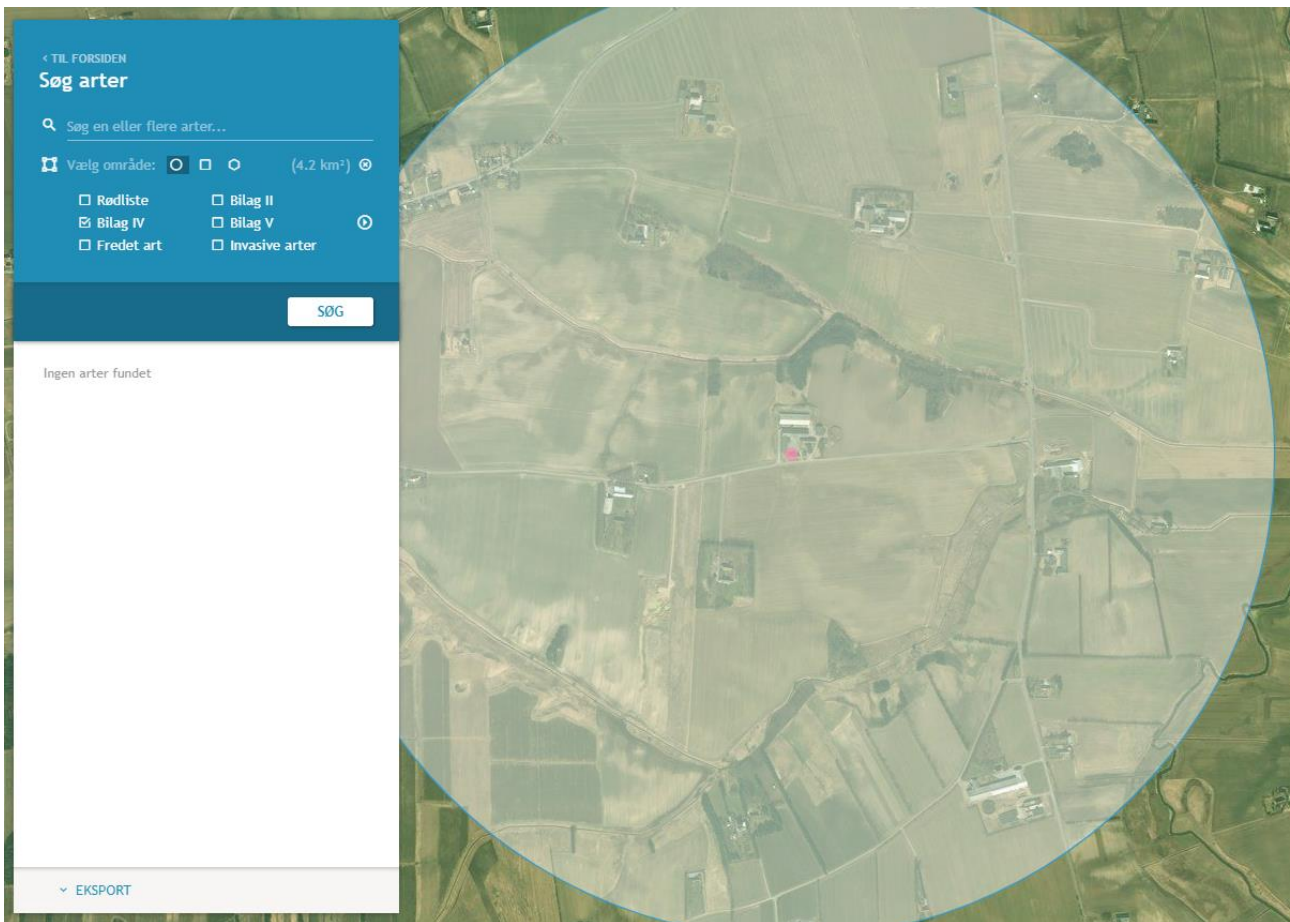 ‹ TIL FORSIDEN
Søg arter
Søg en eller flere arter...
Vælg område: (4.2 km²)
Rødliste Bilag II
Bilag IV Bilag V
Fredet art Invasive arter
SØG
Ingen arter fundet
EKSPORT